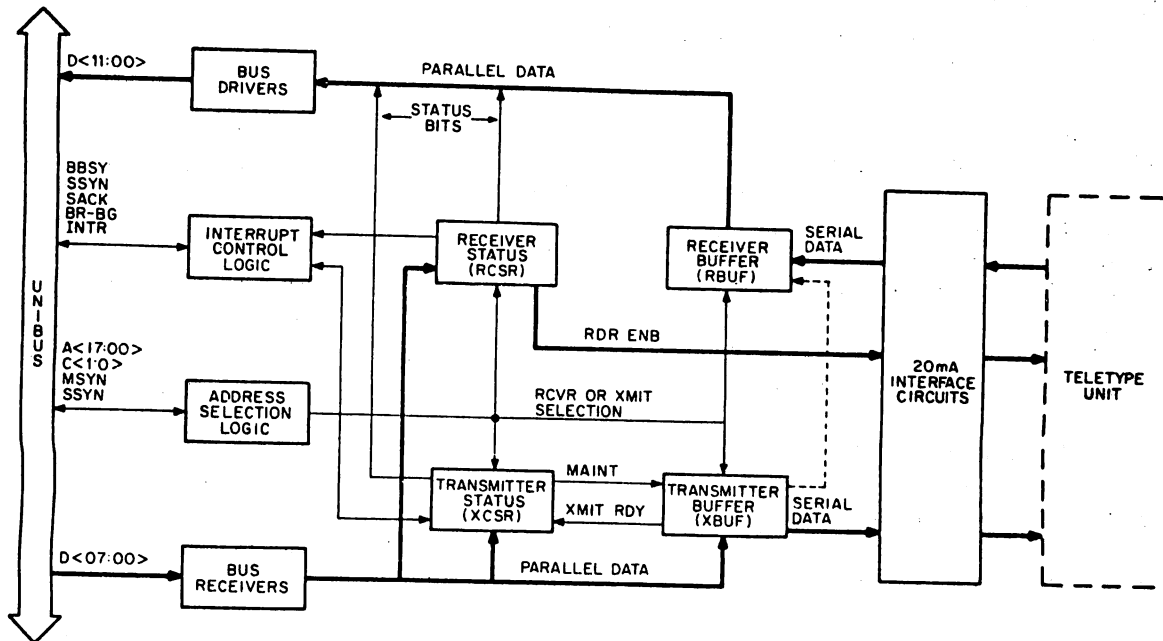 D<11:00>
BUS
DRIVERS
PARALLEL DATA
STATUS
BITS
BBSY
SSYN
SACK
BR-BG
INTR
INTERRUPT
CONTROL
LOGIC
RECEIVER
STATUS
(RCSR)
RECEIVER
BUFFER
(RBUF)
SERIAL
DATA
UNIBUS
RDR ENB
20mA
INTERFACE
CIRCUITS
TELETYPE
UNIT
A<17:00>
C<1:0>
MSYN
SSYN
ADDRESS
SELECTION
LOGIC
RCVR OR XMIT
SELECTION
TRANSMITTER
STATUS
(XCSR)
MAINT
XMIT RDY
TRANSMITTER
BUFFER
(XBUF)
SERIAL
DATA
D<07:00>
BUS
RECEIVERS
PARALLEL DATA